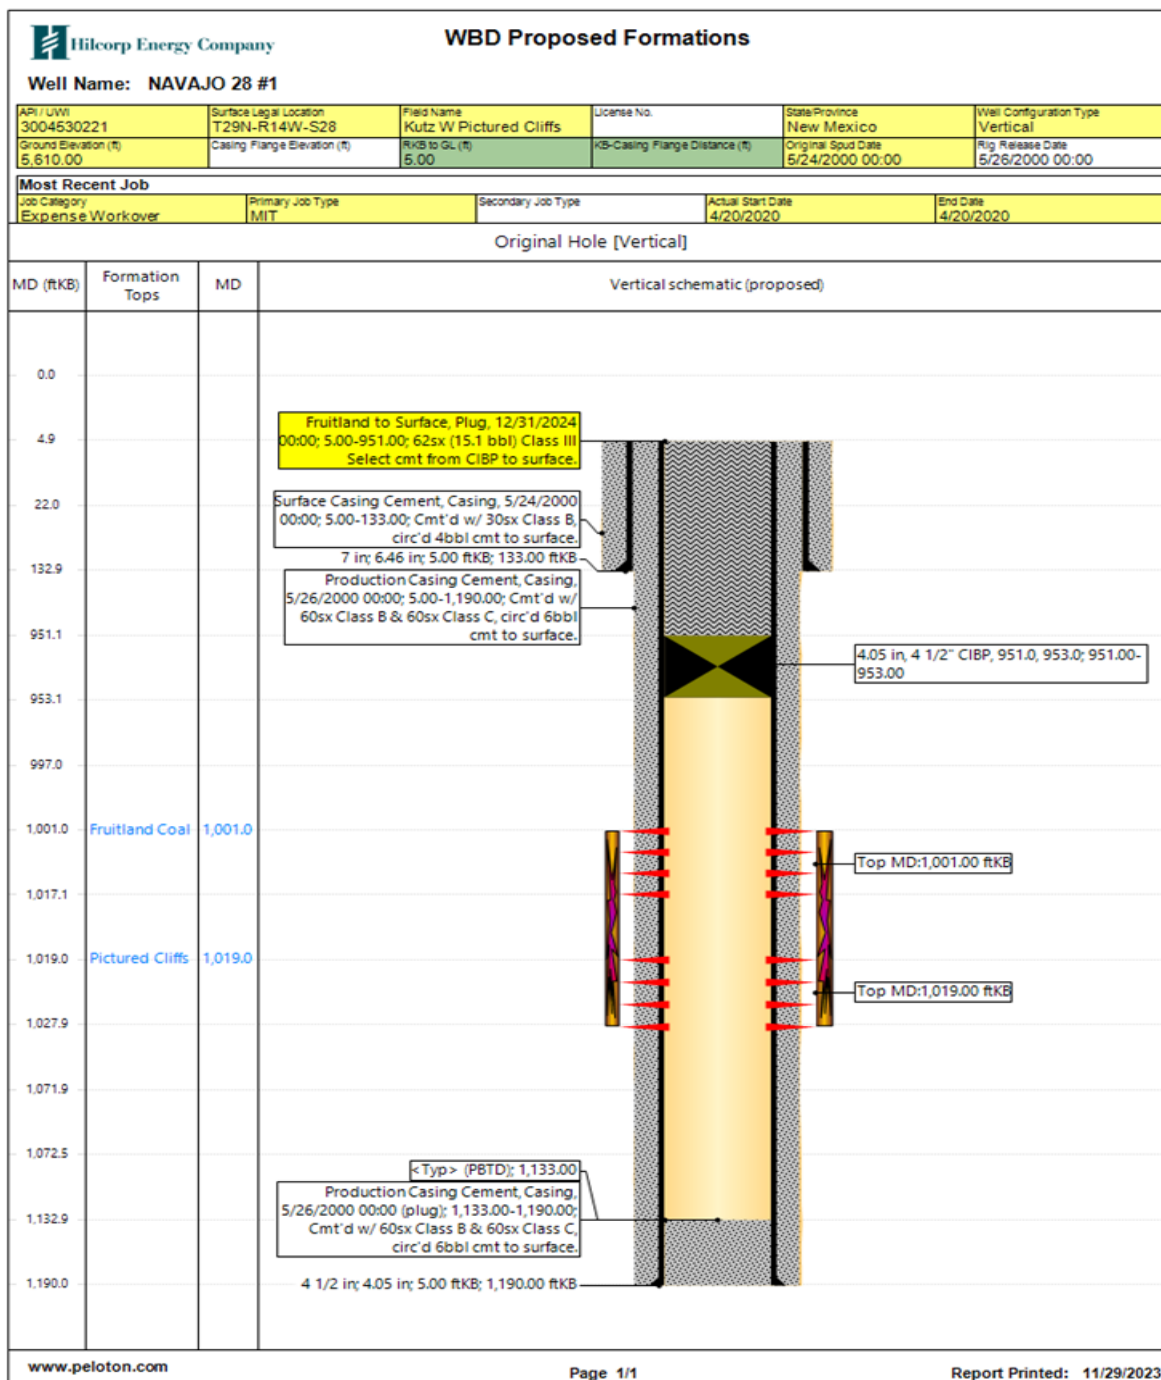 Hilcorp Energy Company
WBD Proposed Formations
Well Name: NAVAJO 28 #1
API / UWI
3004530221
Surface Legal Location
T29N-R14W-S28
Field Name
Kutz W Pictured Cliffs
License No.
State/Province
New Mexico
Well Configuration Type
Vertical
Ground Elevation (ft)
5,610.00
Casing Flange Elevation (ft)
RKB to GL (ft)
5.00
KB-Casing Flange Distance (ft)
Original Spud Date
5/24/2000 00:00
Rig Release Date
5/26/2000 00:00
Most Recent Job
Job Category
Expense Workover
Primary Job Type
MIT
Secondary Job Type
Actual Start Date
4/20/2020
End Date
4/20/2020
Original Hole [Vertical]
MD (ftKB)
Formation
Tops
MD
Vertical schematic (proposed)
0.0
4.9
Fruitland to Surface, Plug, 12/31/2024
00:00; 5.00-951.00; 62sx (15.1 bbl) Class III
Select cmt from CIBP to surface.
22.0
Surface Casing Cement, Casing, 5/24/2000
00:00; 5.00-133.00; Cmt'd w/ 30sx Class B,
circ'd 4bbl cmt to surface.
7 in; 6.46 in; 5.00 ftKB; 133.00 ftKB
132.9
Production Casing Cement, Casing,
5/26/2000 00:00; 5.00-1,190.00; Cmt'd w/
60sx Class B & 60sx Class C, circ'd 6bbl
cmt to surface.
951.1
4.05 in, 4 1/2" CIBP, 951.0, 953.0; 951.00-
953.00
953.1
997.0
1,001.0
Fruitland Coal
1,001.0
Top MD:1,001.00 ftKB
1,017.1
1,019.0
Pictured Cliffs
1,019.0
Top MD:1,019.00 ftKB
1,027.9
1,071.9
1,072.5
<Typ> (PBTD); 1,133.00
Production Casing Cement, Casing,
5/26/2000 00:00 (plug); 1,133.00-1,190.00;
Cmt'd w/ 60sx Class B & 60sx Class C,
circ'd 6bbl cmt to surface.
1,132.9
1,190.0
4 1/2 in; 4.05 in; 5.00 ftKB; 1,190.00 ftKB
www.peloton.com
Page 1/1
Report Printed: 11/29/2023